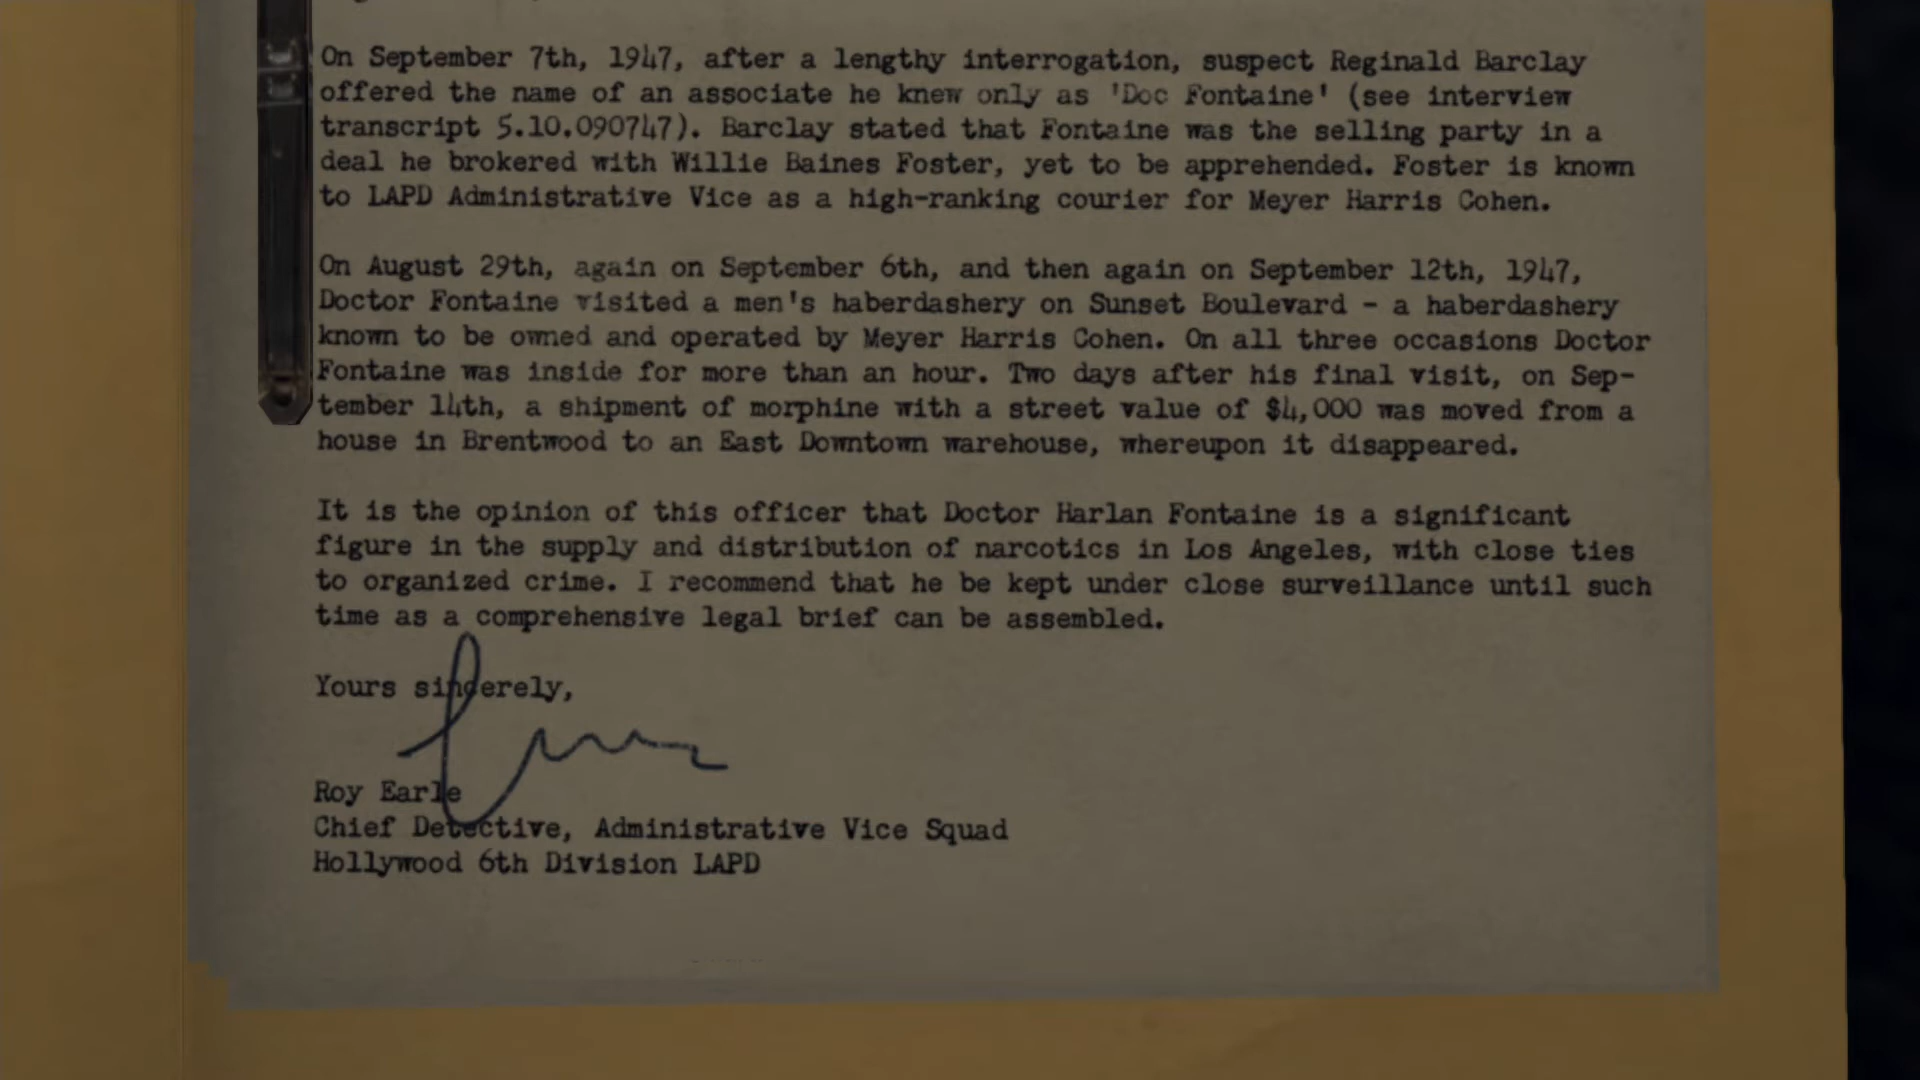 On September 7th, 1947, after a lengthy interrogation, suspect Reginald Barclay
offered the name of an associate he knew only as 'Doc Fontaine' (see interview
transcript 5.10.090747). Barclay stated that Fontaine was the selling party in a
deal he brokered with Willie Baines Foster, yet to be apprehended. Foster is known
to LAPD Administrative Vice as a high-ranking courier for Meyer Harris Cohen.
On August 29th, again on September 6th, and then again on September 12th, 1947,
Doctor Fontaine visited a men's haberdashery on Sunset Boulevard - a haberdashery
known to be owned and operated by Meyer Harris Cohen. On all three occasions Doctor
Fontaine was inside for more than an hour. Two days after his final visit, on Sep-
tember 14th, a shipment of morphine with a street value of $4,000 was moved from a
house in Brentwood to an East Downtown warehouse, whereupon it disappeared.
It is the opinion of this officer that Doctor Harlan Fontaine is a significant
figure in the supply and distribution of narcotics in Los Angeles, with close ties
to organized crime. I recommend that he be kept under close surveillance until such
time as a comprehensive legal brief can be assembled.
Yours sincerely,
Roy Earle
Chief Detective, Administrative Vice Squad
Hollywood 6th Division LAPD